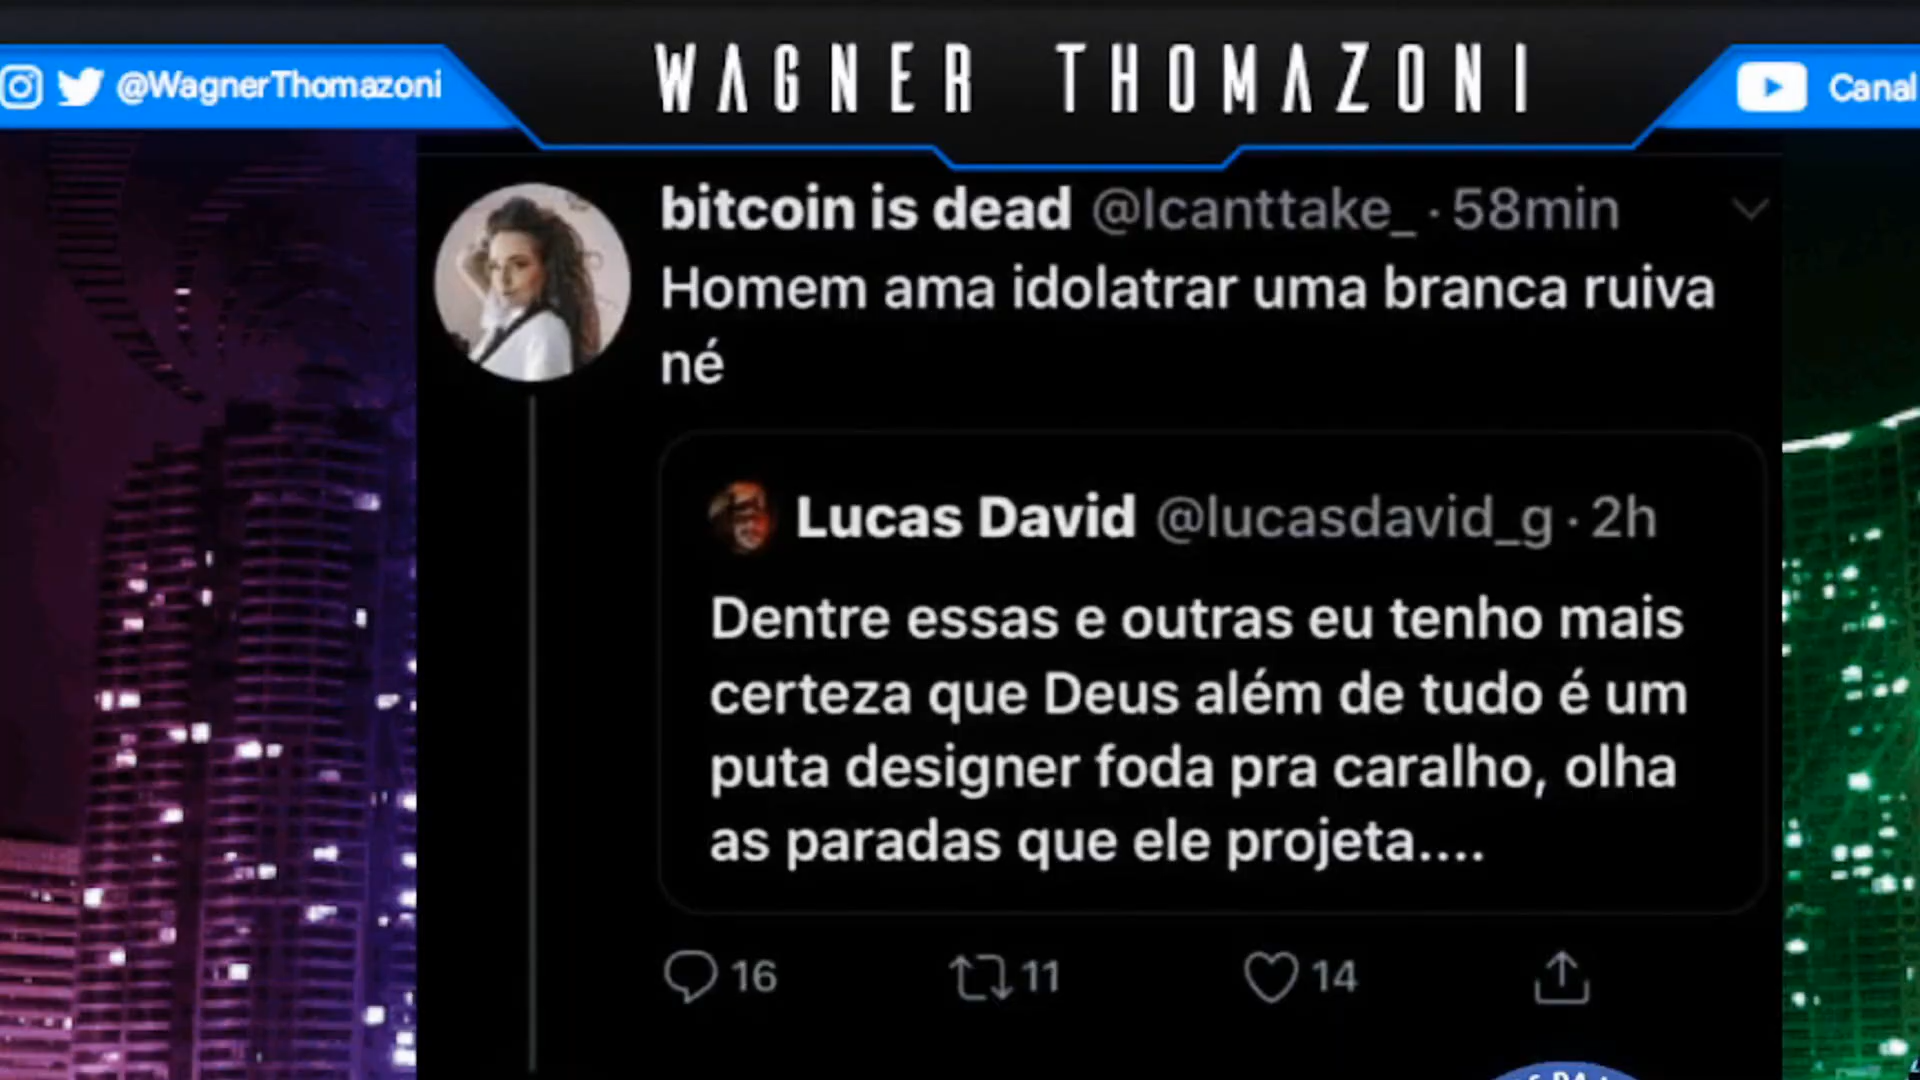 @WagnerThomazoni
WAGNER THOMAZONI
Canal
bitcoin is dead @Icanttake_ · 58min
Homem ama idolatrar uma branca ruiva
né
Lucas David @lucasdavid_g · 2h
Dentre essas e outras eu tenho mais
certeza que Deus além de tudo é um
puta designer foda pra caralho, olha
as paradas que ele projeta....
16 11 14